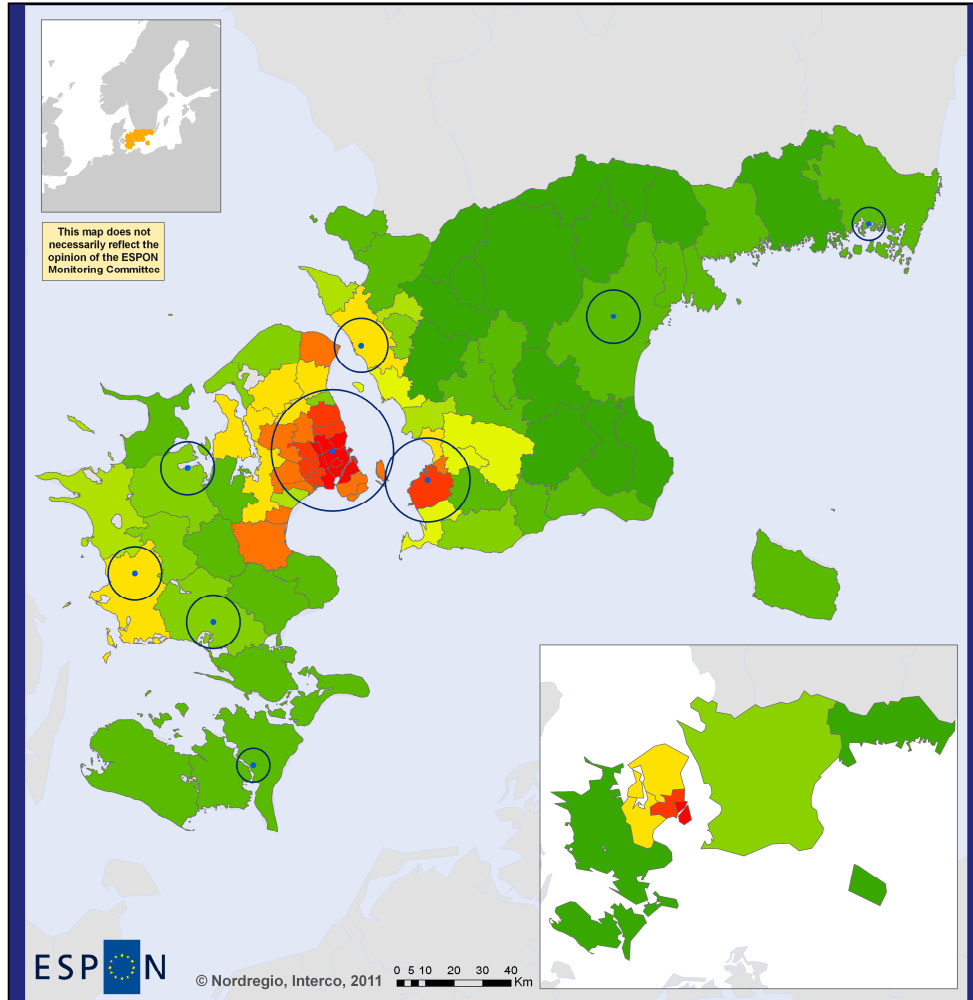 This map does not
necessarily reflect the
opinion of the ESPON
Monitoring Committee
ESPON
© Nordregio, Interco, 2011
0 5 10 20 30 40
Km